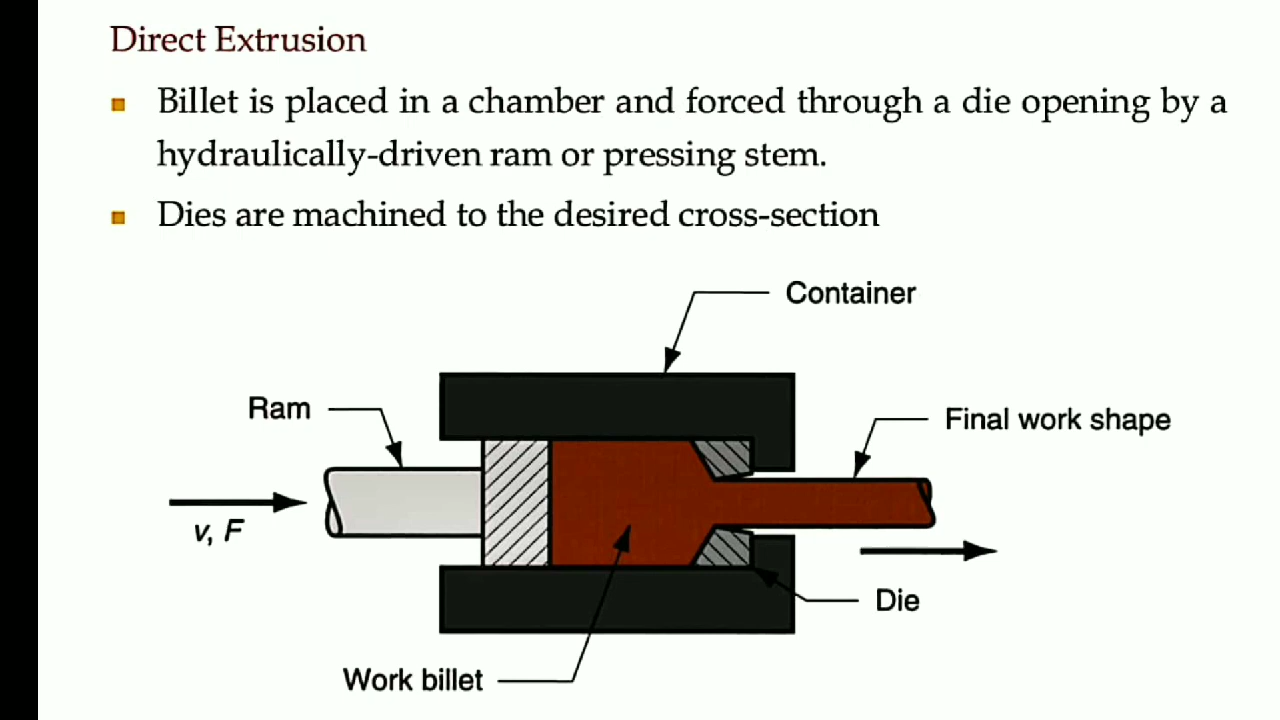 Direct Extrusion
▪ Billet is placed in a chamber and forced through a die opening by a
hydraulically-driven ram or pressing stem.
▪ Dies are machined to the desired cross-section
Container
Ram
Final work shape
v, F
Die
Work billet